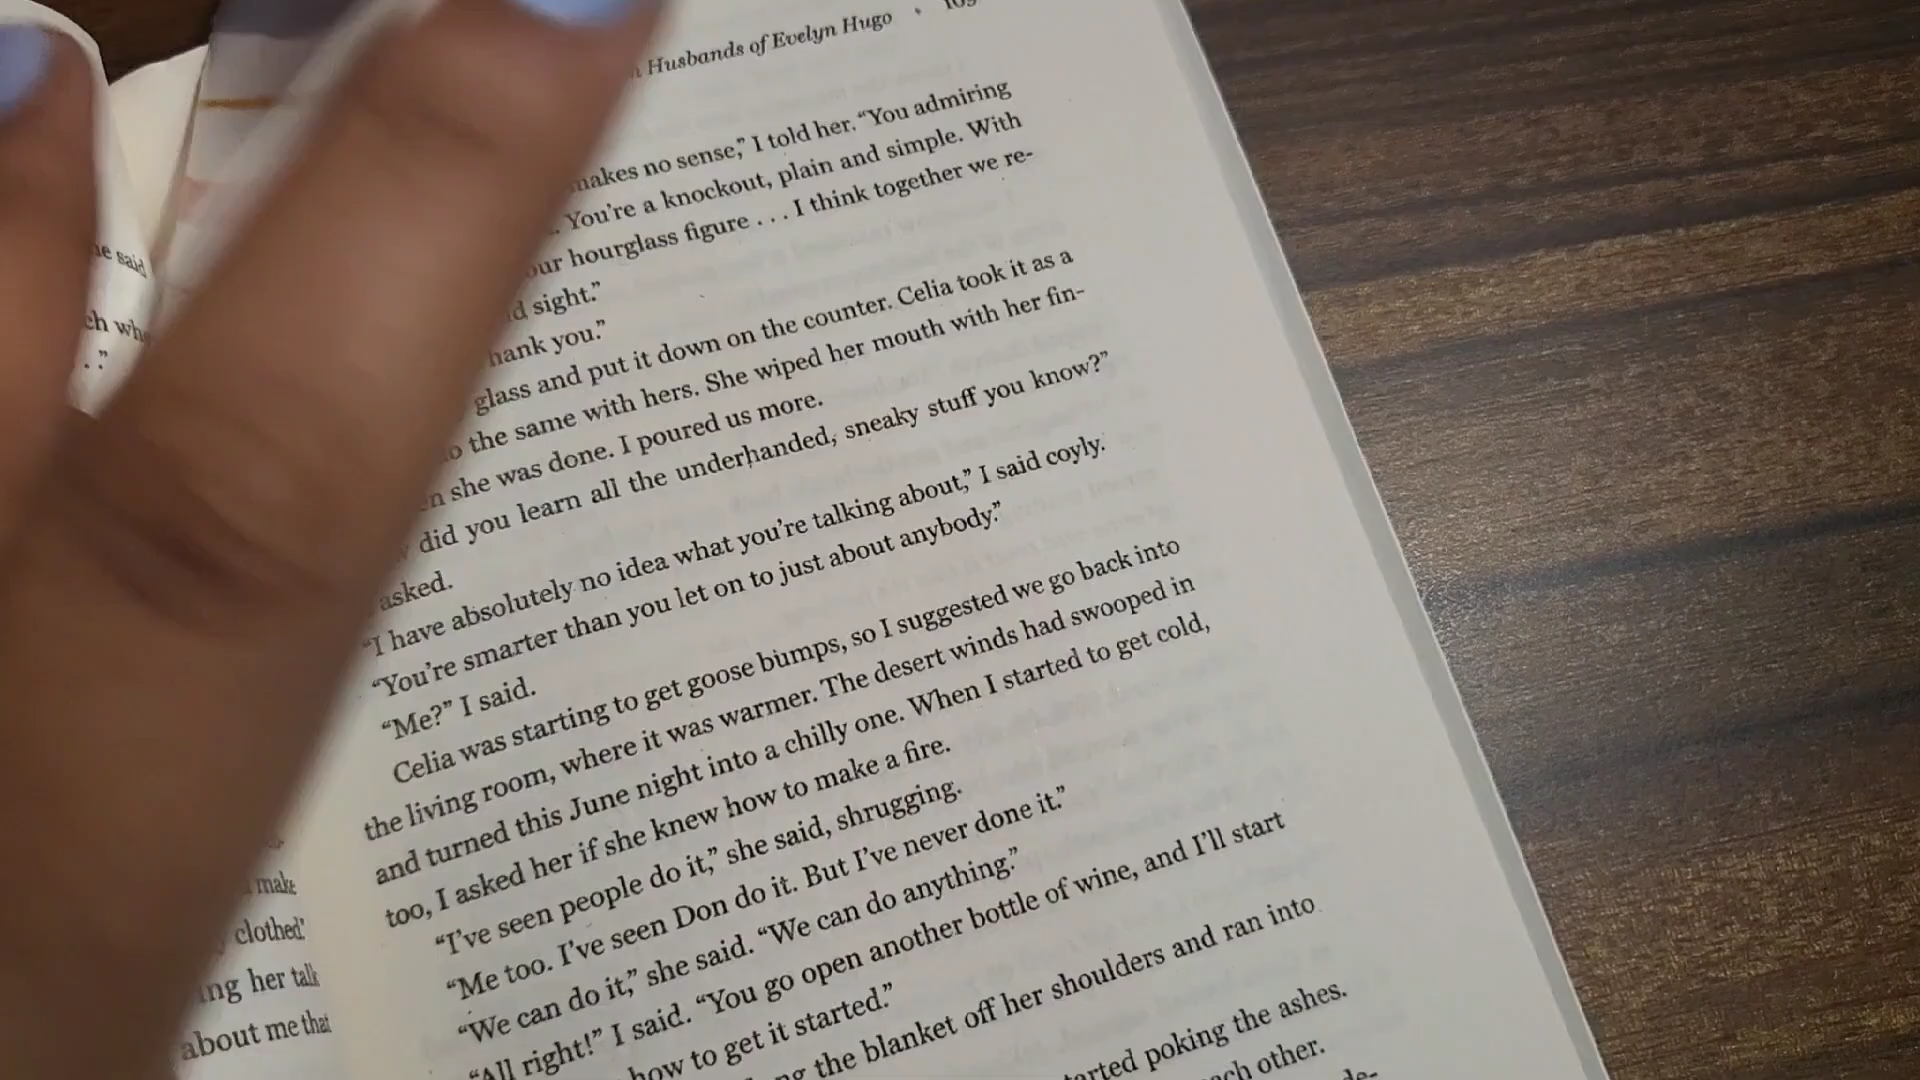 Husbands of Evelyn Hugo •
makes no sense,” I told her. “You admiring
You’re a knockout, plain and simple. With
our hourglass figure . . . I think together we re-
sight.”
hank you.”
glass and put it down on the counter. Celia took it as a
the same with hers. She wiped her mouth with her fin-
she was done. I poured us more.
did you learn all the underhanded, sneaky stuff you know?”
asked.
“I have absolutely no idea what you’re talking about,” I said coyly.
“You’re smarter than you let on to just about anybody.”
“Me?” I said.
Celia was starting to get goose bumps, so I suggested we go back into
the living room, where it was warmer. The desert winds had swooped in
and turned this June night into a chilly one. When I started to get cold,
too, I asked her if she knew how to make a fire.
“I’ve seen people do it,” she said, shrugging.
“Me too. I’ve seen Don do it. But I’ve never done it.”
“We can do it,” she said. “We can do anything.”
“All right!” I said. “You go open another bottle of wine, and I’ll start
how to get it started.”
the blanket off her shoulders and ran into
started poking the ashes.
each other.
de-
he said
ch
. .”
make
clothed.”
ing her talk
about me that